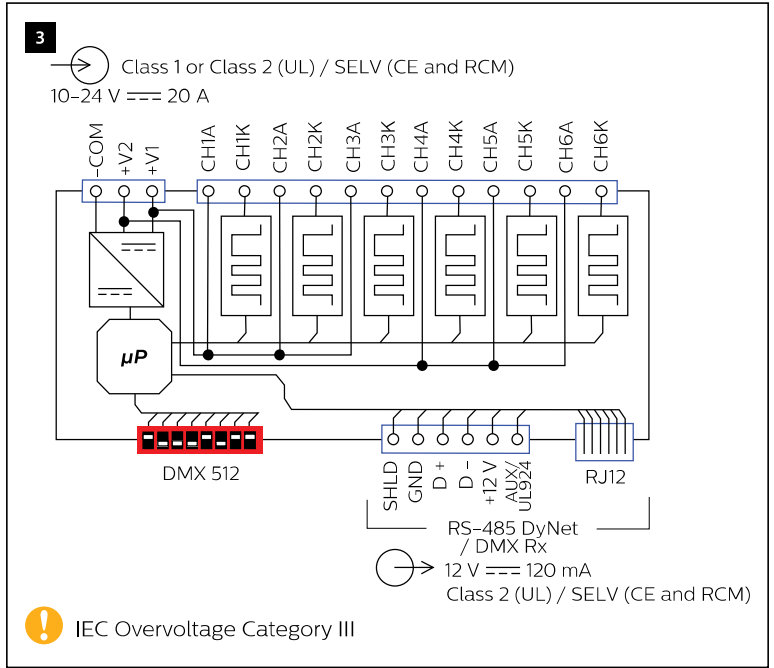 3
Class 1 or Class 2 (UL) / SELV (CE and RCM)
10–24 V ⎓ 20 A
–COM
+V2
+V1
CH1A
CH1K
CH2A
CH2K
CH3A
CH3K
CH4A
CH4K
CH5A
CH5K
CH6A
CH6K
μP
DMX 512
SHLD
GND
D +
D –
+12 V
AUX/
UL924
RJ12
RS-485 DyNet
/ DMX Rx
12 V ⎓ 120 mA
Class 2 (UL) / SELV (CE and RCM)
! IEC Overvoltage Category III